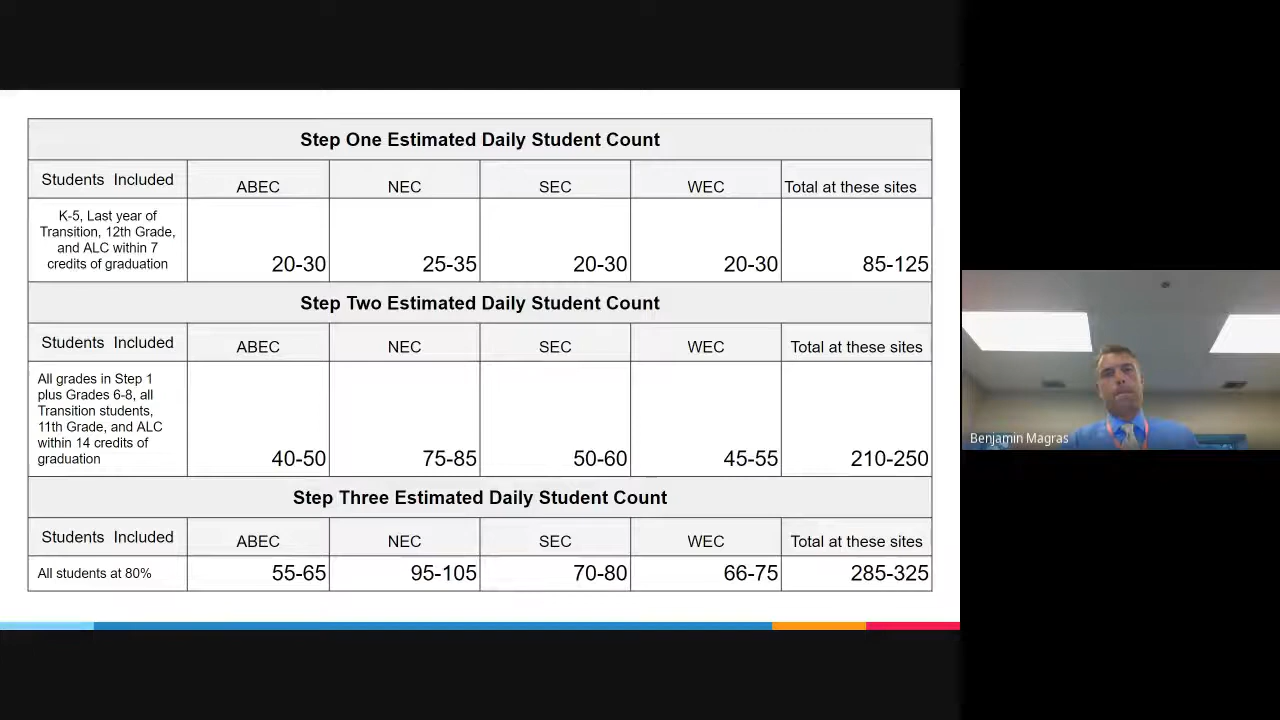 Step One Estimated Daily Student Count
Students Included
ABEC
NEC
SEC
WEC
Total at these sites
K-5, Last year of
Transition, 12th Grade,
and ALC within 7
credits of graduation
20-30
25-35
20-30
20-30
85-125
Step Two Estimated Daily Student Count
Students Included
ABEC
NEC
SEC
WEC
Total at these sites
All grades in Step 1
plus Grades 6-8, all
Transition students,
11th Grade, and ALC
within 14 credits of
graduation
40-50
75-85
50-60
45-55
210-250
Step Three Estimated Daily Student Count
Students Included
ABEC
NEC
SEC
WEC
Total at these sites
All students at 80%
55-65
95-105
70-80
66-75
285-325
Benjamin Magras